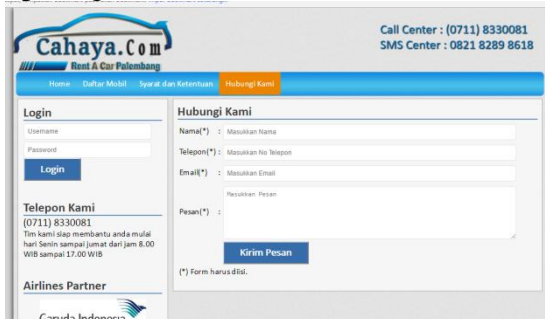 Cahaya.Com
Rent A Car Palembang
Call Center : (0711) 8330081
SMS Center : 0821 8289 8618
Home Daftar Mobil Syarat dan Ketentuan Hubungi Kami
Login
Username
Password
Login
Telepon Kami
(0711) 8330081
Tim kami siap membantu anda mulai
hari Senin sampai jumat dari jam 8.00
WIB sampai 17.00 WIB
Airlines Partner
Garuda Indonesia
Hubungi Kami
Nama(*) : Masukkan Nama
Telepon(*) : Masukkan No Telepon
Email(*) : Masukkan Email
Pesan(*) : Masukkan Pesan
Kirim Pesan
(*) Form harus diisi.